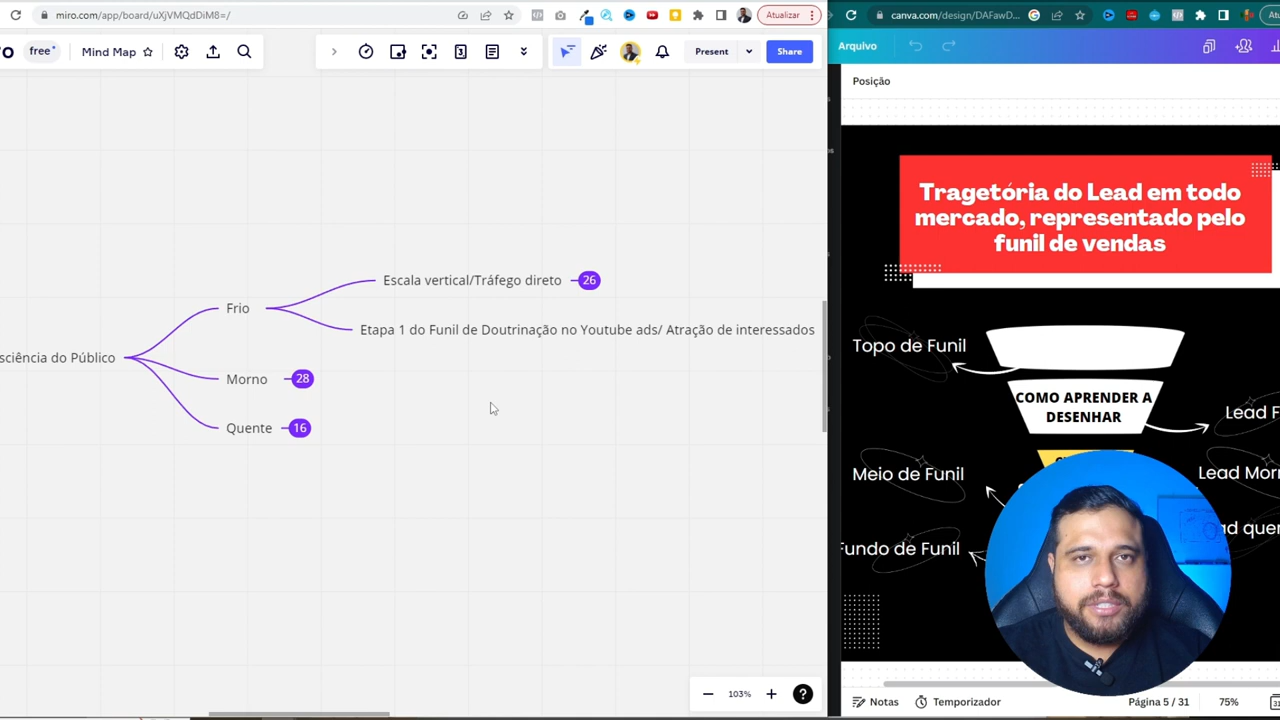 miro.com/app/board/uXjVMQdDiM8=/
Atualizar
free
Mind Map
3
Present
Share
Escala vertical/Tráfego direto
26
Frio
Etapa 1 do Funil de Doutrinação no Youtube ads/ Atração de interessados
sciência do Público
Morno
28
Quente
16
103%
?
canva.com/design/DAFawD...
Arquivo
Posição
Tragetória do Lead em todo
mercado, representado pelo
funil de vendas
Topo de Funil
COMO APRENDER A
DESENHAR
Lead F
Meio de Funil
Lead Mor
ad quen
Fundo de Funil
Notas
Temporizador
Página 5 / 31
75%